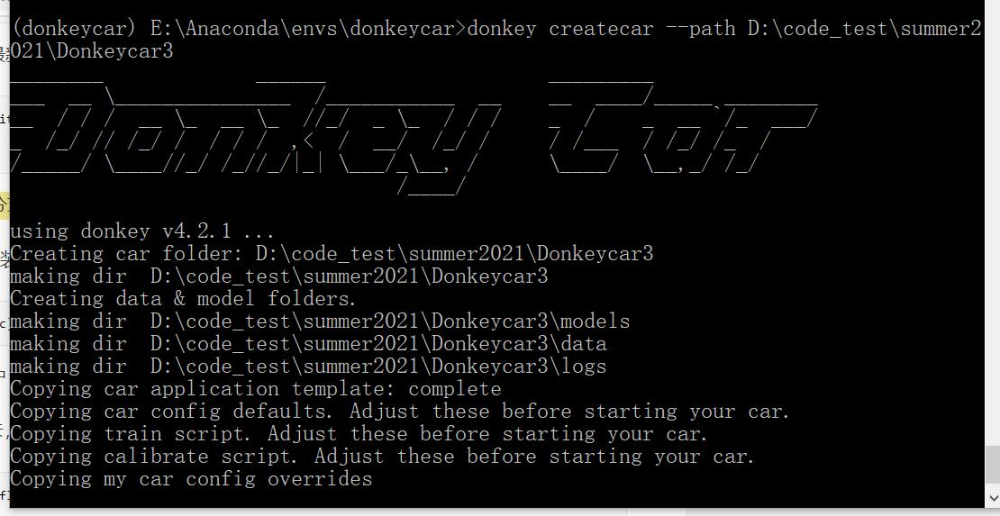 (donkeycar) E:\Anaconda\envs\donkeycar>donkey createcar --path D:\code_test\summer2
021\Donkeycar3
Donkey Car
using donkey v4.2.1 ...
Creating car folder: D:\code_test\summer2021\Donkeycar3
making dir  D:\code_test\summer2021\Donkeycar3
Creating data & model folders.
making dir  D:\code_test\summer2021\Donkeycar3\models
making dir  D:\code_test\summer2021\Donkeycar3\data
making dir  D:\code_test\summer2021\Donkeycar3\logs
Copying car application template: complete
Copying car config defaults. Adjust these before starting your car.
Copying train script. Adjust these before starting your car.
Copying calibrate script. Adjust these before starting your car.
Copying my car config overrides